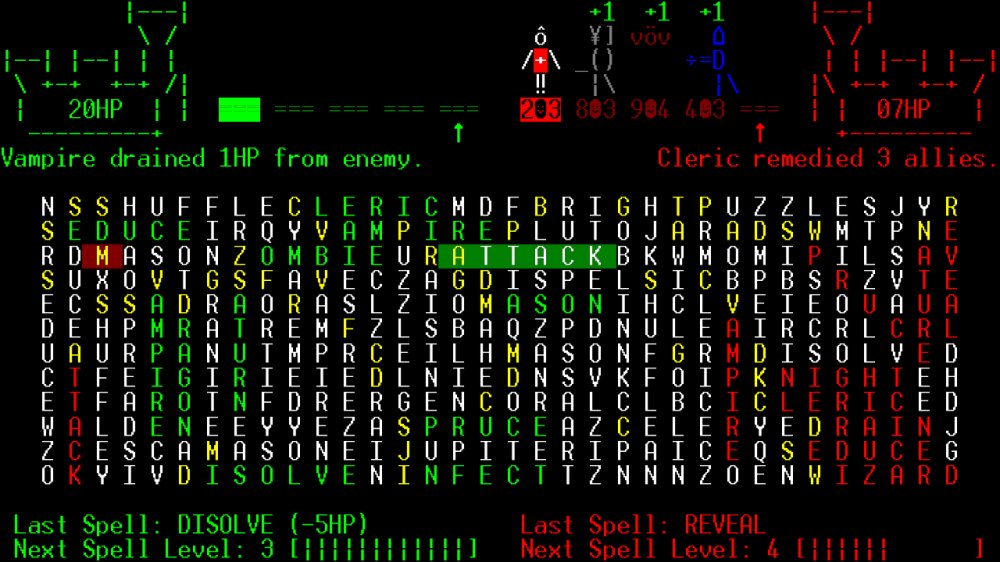 +1 +1 +1
20HP 07HP
203 803 904 403
Vampire drained 1HP from enemy. Cleric remedied 3 allies.
N S S H U F F L E C L E R I C M D F B R I G H T P U Z Z L E S J Y R
S E D U C E I R Q Y V A M P I R E P L U T O J A R A D S W M T P N E
R D M A S O N Z O M B I E U R A T T A C K B K W M O M I P I L S A V
S U X O V T G S F A V E C Z A G D I S P E L S I C B P B S R Z V T E
E C S S A D R A O R A S L Z I O M A S O N I H C L V E I E O U A U A
D E H P M R A T R E M F Z L S B A Q Z P D N U L E A I R C R L C R L
U A U R P A N U T M P R C E I L H M A S O N F G R M D I S O L V E D
C T F E I G I R I E I E D L N I E D N S V K F O I P K N I G H T E H
E T F A R O I N F D R E R G E N C O R A L C L B C I C L E R I C E D
W A L D E N E E Y Y E Z A S P R U C E A Z C E L E R Y E D R A I N J
Z C E S C A M A S O N E I J U P I T E R I P A I C E Q S E D U C E G
O K Y I V D I S O L V E N I N F E C T T Z N N N Z O E N W I Z A R D
Last Spell: DISOLVE (-5HP) Last Spell: REVEAL
Next Spell Level: 3 [||||||||||||] Next Spell Level: 4 [|||||| ]